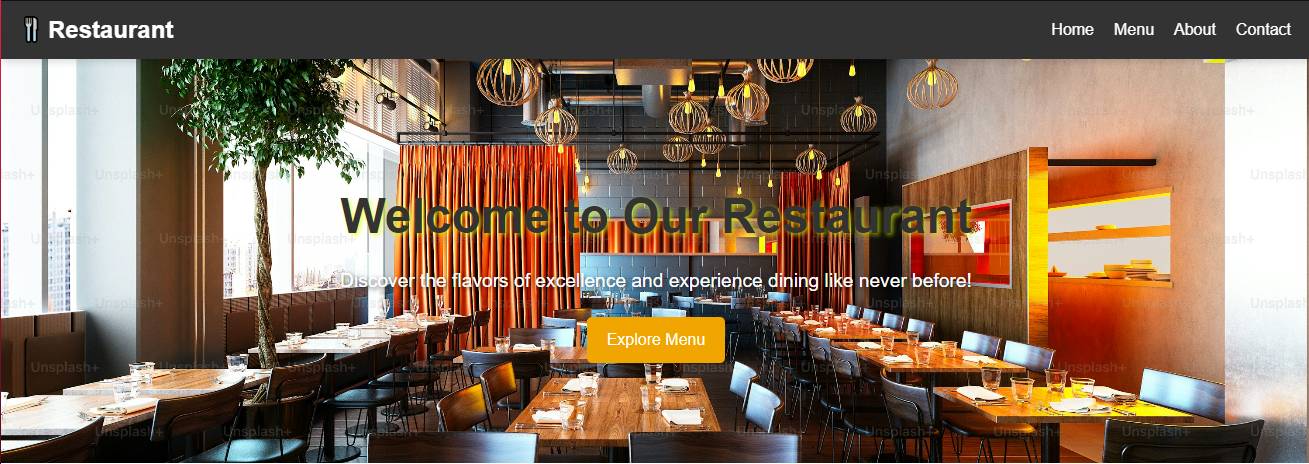 Restaurant
Home Menu About Contact
Welcome to Our Restaurant
Discover the flavors of excellence and experience dining like never before!
Explore Menu
Unsplash+